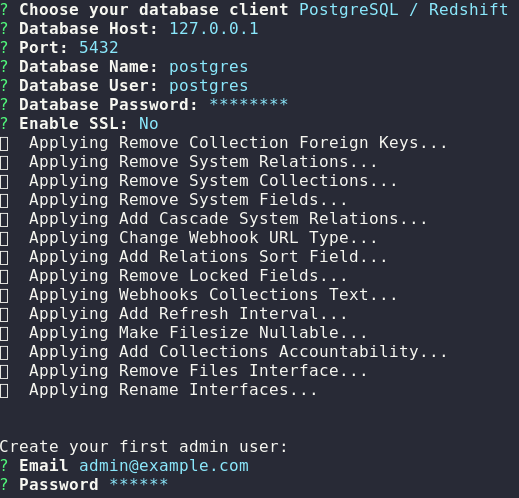 ? Choose your database client PostgreSQL / Redshift
? Database Host: 127.0.0.1
? Port: 5432
? Database Name: postgres
? Database User: postgres
? Database Password: ********
? Enable SSL: No
▯ Applying Remove Collection Foreign Keys...
▯ Applying Remove System Relations...
▯ Applying Remove System Collections...
▯ Applying Remove System Fields...
▯ Applying Add Cascade System Relations...
▯ Applying Change Webhook URL Type...
▯ Applying Add Relations Sort Field...
▯ Applying Remove Locked Fields...
▯ Applying Webhooks Collections Text...
▯ Applying Add Refresh Interval...
▯ Applying Make Filesize Nullable...
▯ Applying Add Collections Accountability...
▯ Applying Remove Files Interface...
▯ Applying Rename Interfaces...
Create your first admin user:
? Email admin@example.com
? Password ******